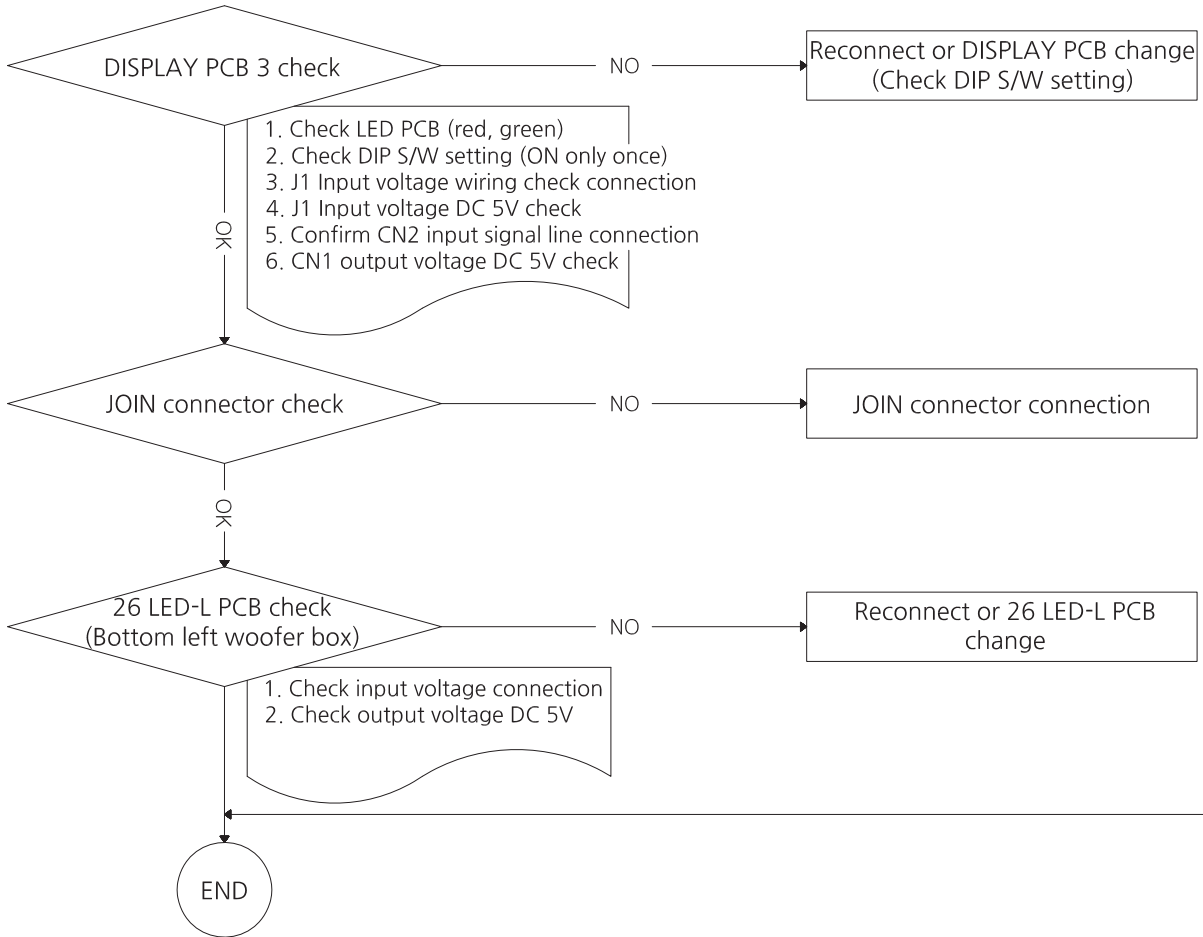 DISPLAY PCB 3 check
NO
Reconnect or DISPLAY PCB change
(Check DIP S/W setting)
1. Check LED PCB (red, green)
2. Check DIP S/W setting (ON only once)
3. J1 Input voltage wiring check connection
4. J1 Input voltage DC 5V check
5. Confirm CN2 input signal line connection
6. CN1 output voltage DC 5V check
OK
JOIN connector check
NO
JOIN connector connection
OK
26 LED-L PCB check
(Bottom left woofer box)
NO
Reconnect or 26 LED-L PCB
change
1. Check input voltage connection
2. Check output voltage DC 5V
END